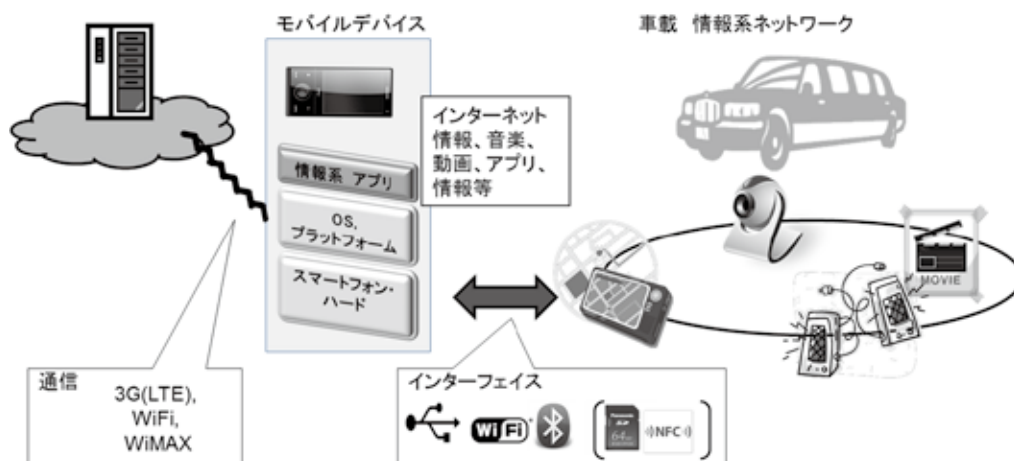 モバイルデバイス
車載 情報系ネットワーク
インターネット
情報、音楽、
動画、アプリ、
情報等
情報系 アプリ
OS,
プラットフォーム
スマートフォン・
ハード
MOVIE
通信
3G(LTE),
WiFi,
WiMAX
インターフェイス
WiFi
Panasonic
SD
64
NFC